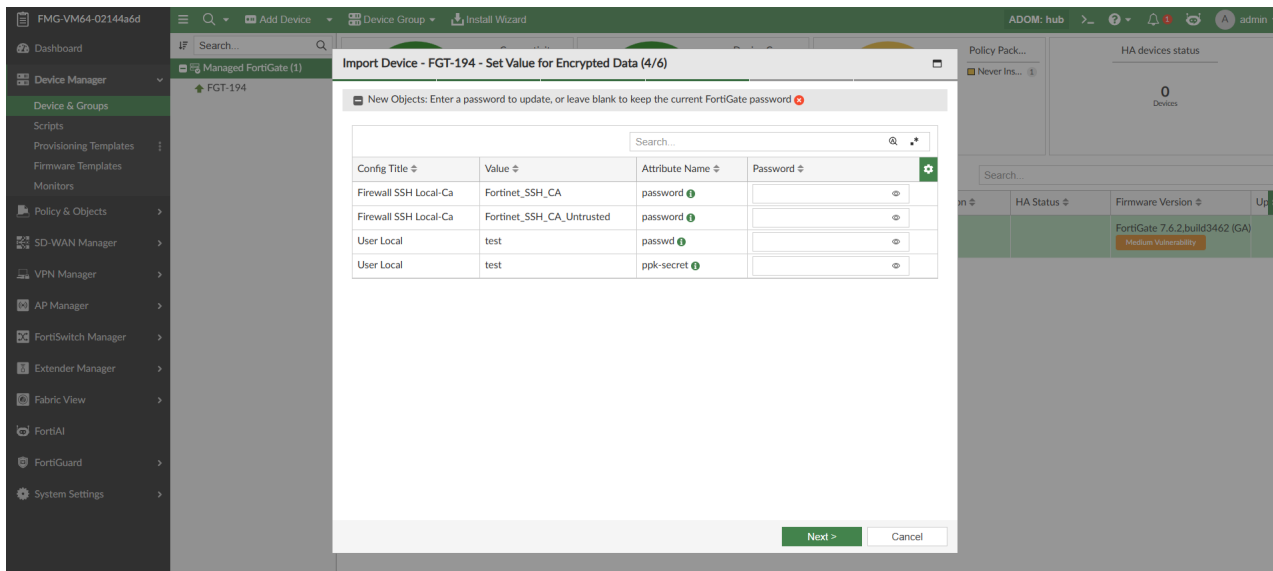 FMG-VM64-02144a6d
Add Device
Device Group
Install Wizard
ADOM: hub
1
A
admin
Dashboard
Device Manager
Device & Groups
Scripts
Provisioning Templates
Firmware Templates
Monitors
Policy & Objects
SD-WAN Manager
VPN Manager
AP Manager
FortiSwitch Manager
Extender Manager
Fabric View
FortiAI
FortiGuard
System Settings
Search...
Managed FortiGate (1)
FGT-194
Import Device - FGT-194 - Set Value for Encrypted Data (4/6)
New Objects: Enter a password to update, or leave blank to keep the current FortiGate password
Search...
Config Title Value Attribute Name Password
Firewall SSH Local-Ca Fortinet_SSH_CA password
Firewall SSH Local-Ca Fortinet_SSH_CA_Untrusted password
User Local test passwd
User Local test ppk-secret
Next > Cancel
Policy Pack...
Never Ins... 1
HA devices status
0
Devices
Search...
on HA Status Firmware Version Up
FortiGate 7.6.2,build3462 (GA)
Medium Vulnerability